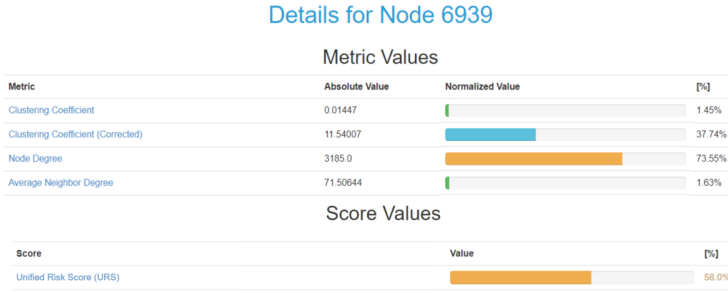 Details for Node 6939
Metric Values
Metric Absolute Value Normalized Value [%]
Clustering Coefficient 0.01447 1.45%
Clustering Coefficient (Corrected) 11.54007 37.74%
Node Degree 3185.0 73.55%
Average Neighbor Degree 71.50644 1.63%
Score Values
Score Value [%]
Unified Risk Score (URS) 58.0%